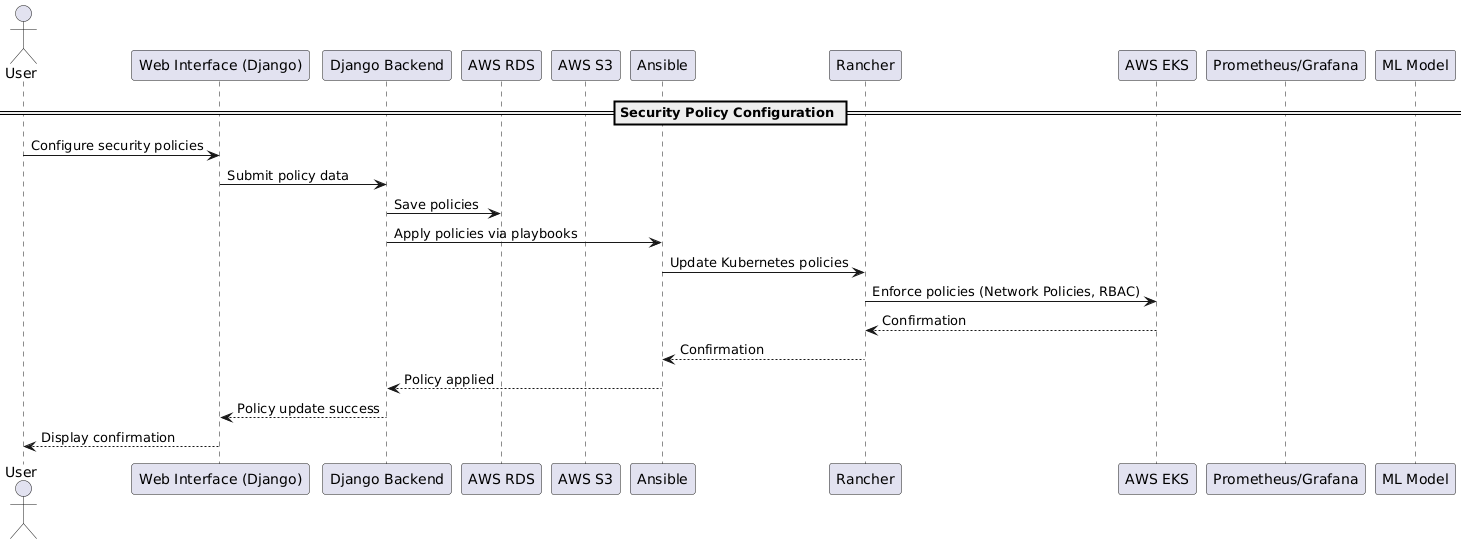 User
Web Interface (Django)
Django Backend
AWS RDS
AWS S3
Ansible
Rancher
AWS EKS
Prometheus/Grafana
ML Model
Security Policy Configuration
Configure security policies
Submit policy data
Save policies
Apply policies via playbooks
Update Kubernetes policies
Enforce policies (Network Policies, RBAC)
Confirmation
Confirmation
Policy applied
Policy update success
Display confirmation
User
Web Interface (Django)
Django Backend
AWS RDS
AWS S3
Ansible
Rancher
AWS EKS
Prometheus/Grafana
ML Model